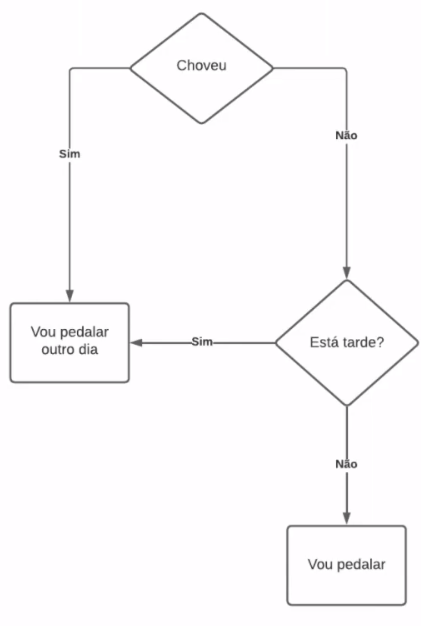 Choveu
Não
Sim
Vou pedalar
outro dia
Sim
Está tarde?
Não
Vou pedalar